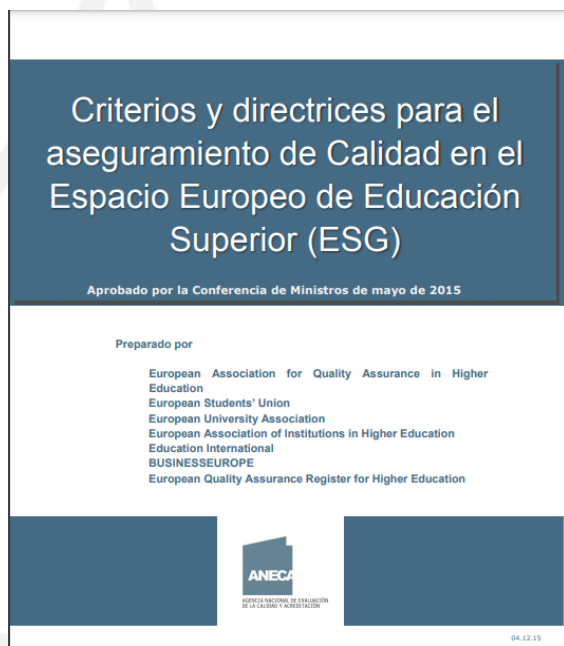 Criterios y directrices para el
aseguramiento de Calidad en el
Espacio Europeo de Educación
Superior (ESG)
Aprobado por la Conferencia de Ministros de mayo de 2015
Preparado por
European Association for Quality Assurance in Higher
Education
European Students' Union
European University Association
European Association of Institutions in Higher Education
Education International
BUSINESSEUROPE
European Quality Assurance Register for Higher Education
ANECA
AGENCIA NACIONAL DE EVALUACIÓN
DE LA CALIDAD Y ACREDITACIÓN
04.12.15